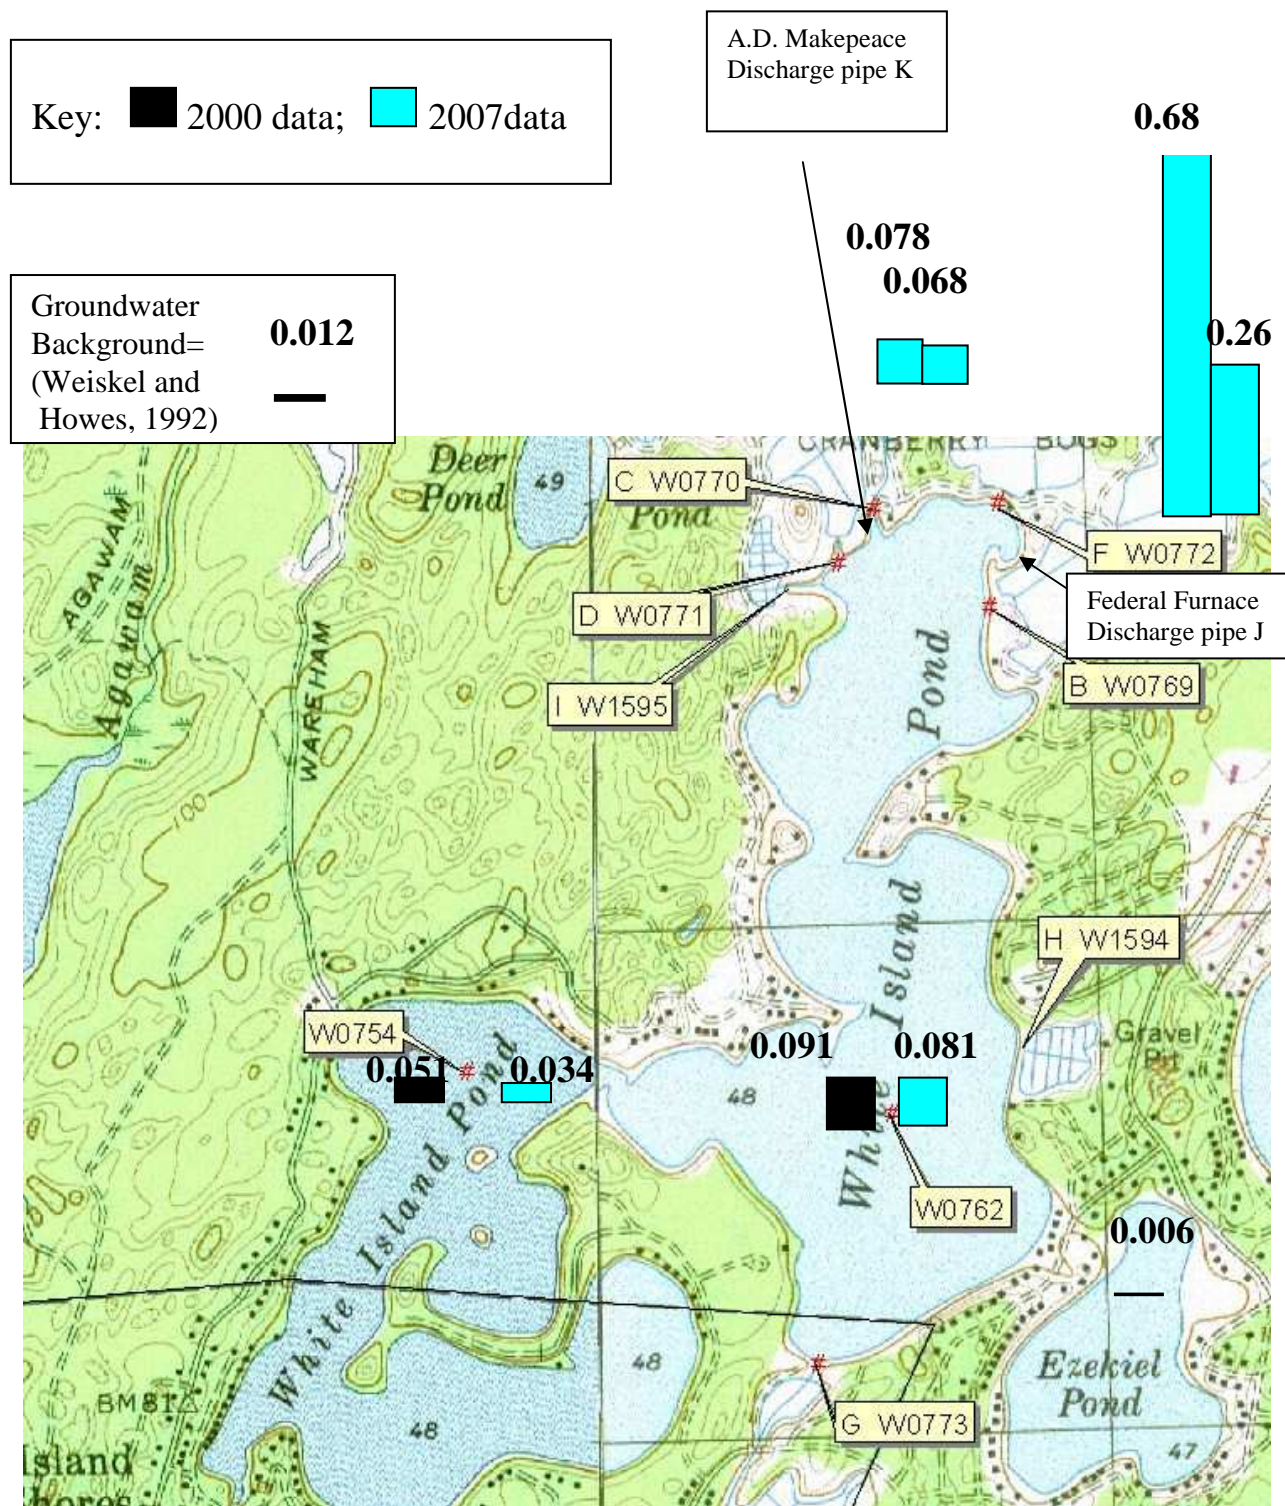 A.D. Makepeace
Discharge pipe K
Key: 2000 data; 2007data
0.68
0.078
0.068
Groundwater
Background=
(Weiskel and
Howes, 1992)
0.012
0.26
CRANBERRY BOGS
Deer
Pond
49
Pond
C W0770
F W0772
AGAWAM
Agawam
WAREHAM
D W0771
Federal Furnace
Discharge pipe J
I W1595
B W0769
Pond
Island
White
100
H W1594
Gravel
Pit
W0754
0.051
0.034
0.091
0.081
48
W0762
White Island Pond
0.006
48
Ezekiel
Pond
BM 81
G W0773
48
47
Island
Shores